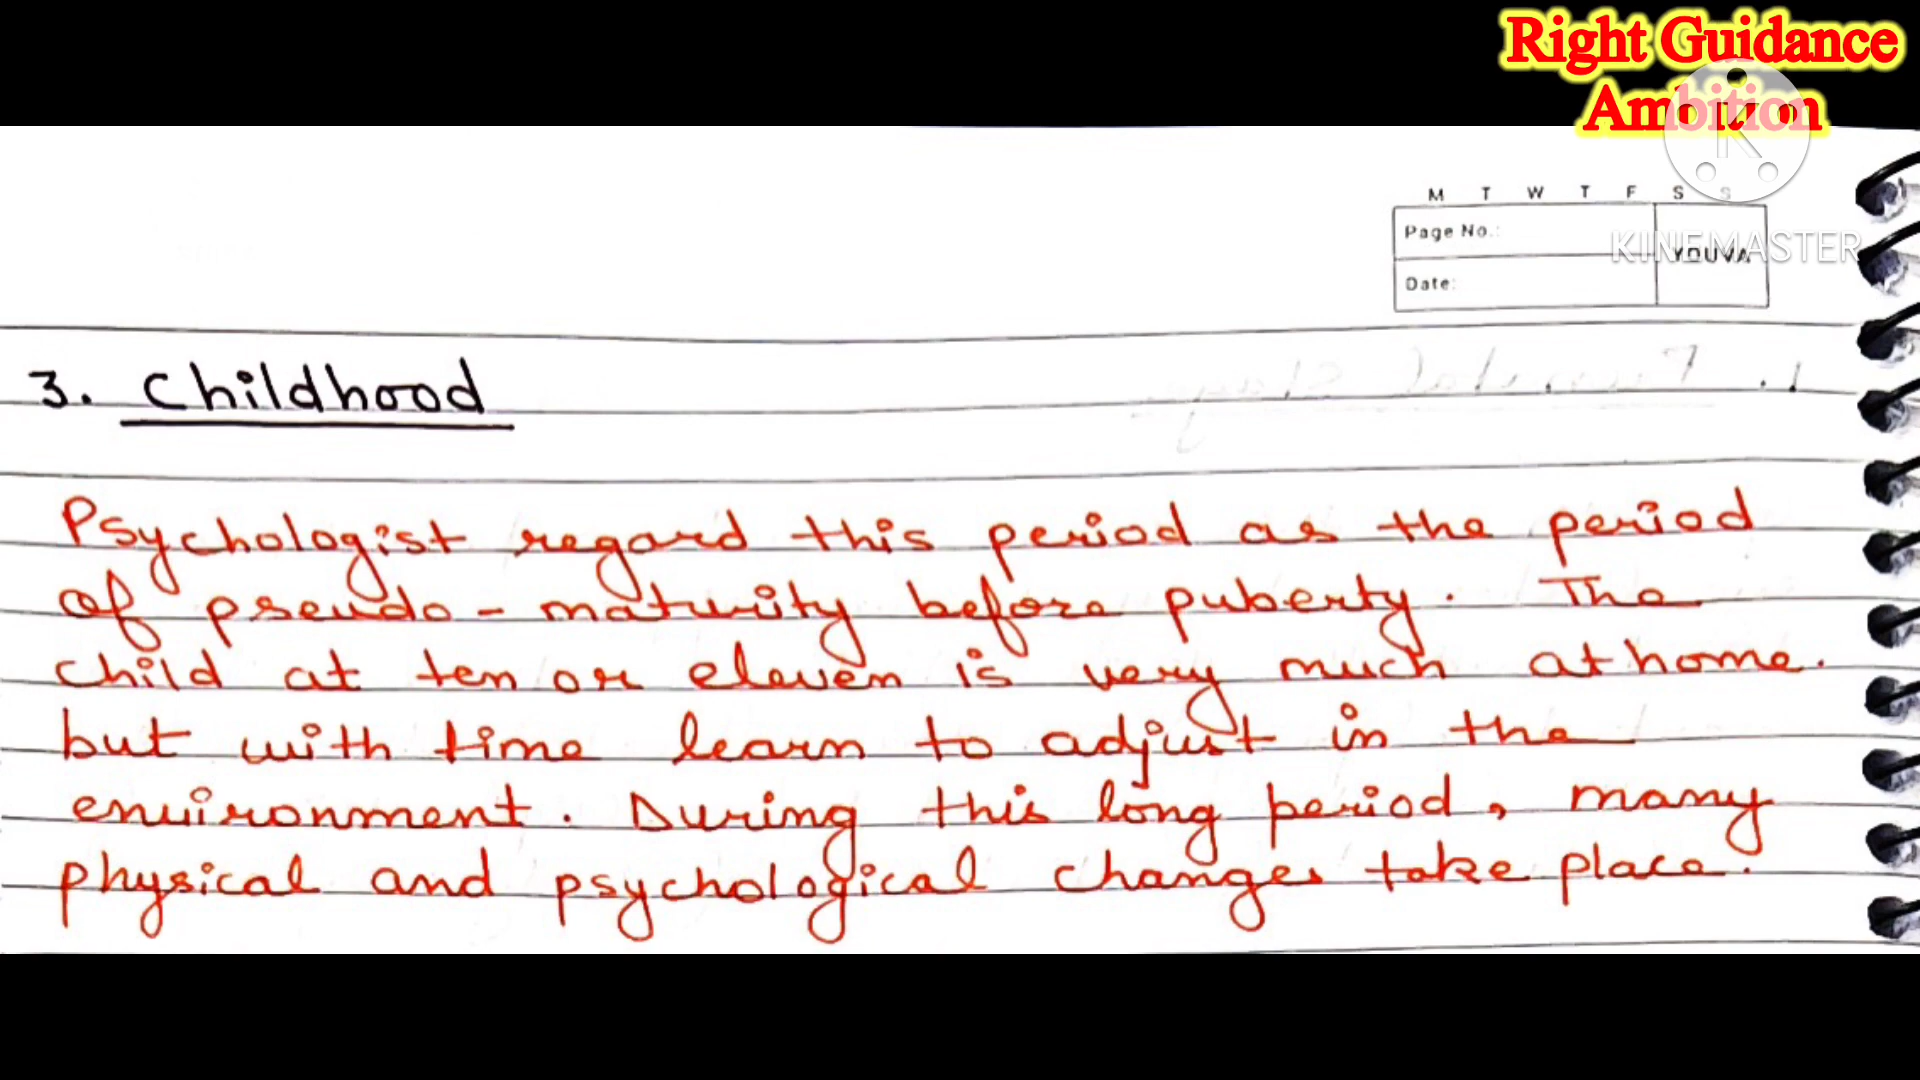 Right Guidance
Ambition
M T W T F S S
Page No.:
YOUVA
Date:
KINEMASTER
3. Childhood
Psychologist regard this period as the period
of pseudo - maturity before puberty. The
child at ten or eleven is very much at home.
but with time learn to adjust in the
environment. During this long period, many
physical and psychological changes take place.